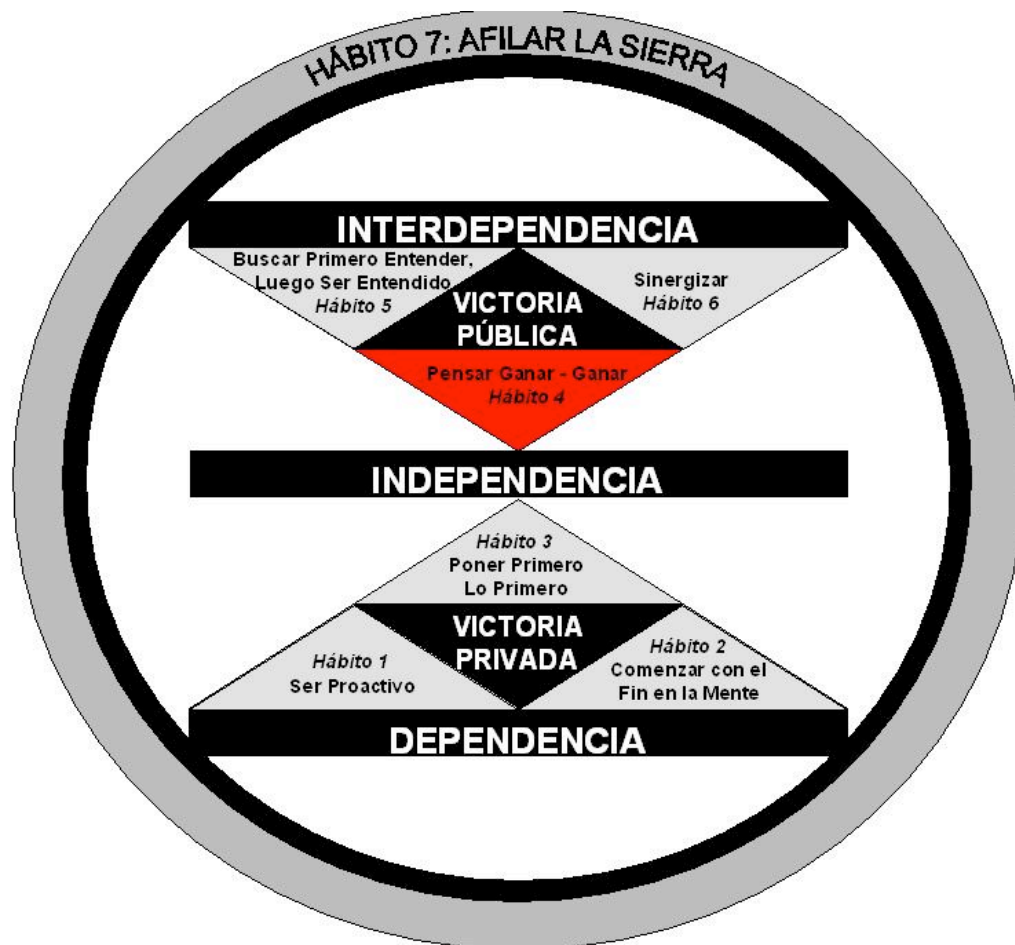 HÁBITO 7: AFILAR LA SIERRA
INTERDEPENDENCIA
Buscar Primero Entender,
Luego Ser Entendido
Hábito 5
VICTORIA
PÚBLICA
Sinergizar
Hábito 6
Pensar Ganar - Ganar
Hábito 4
INDEPENDENCIA
Hábito 3
Poner Primero
Lo Primero
VICTORIA
PRIVADA
Hábito 1
Ser Proactivo
Hábito 2
Comenzar con el
Fin en la Mente
DEPENDENCIA